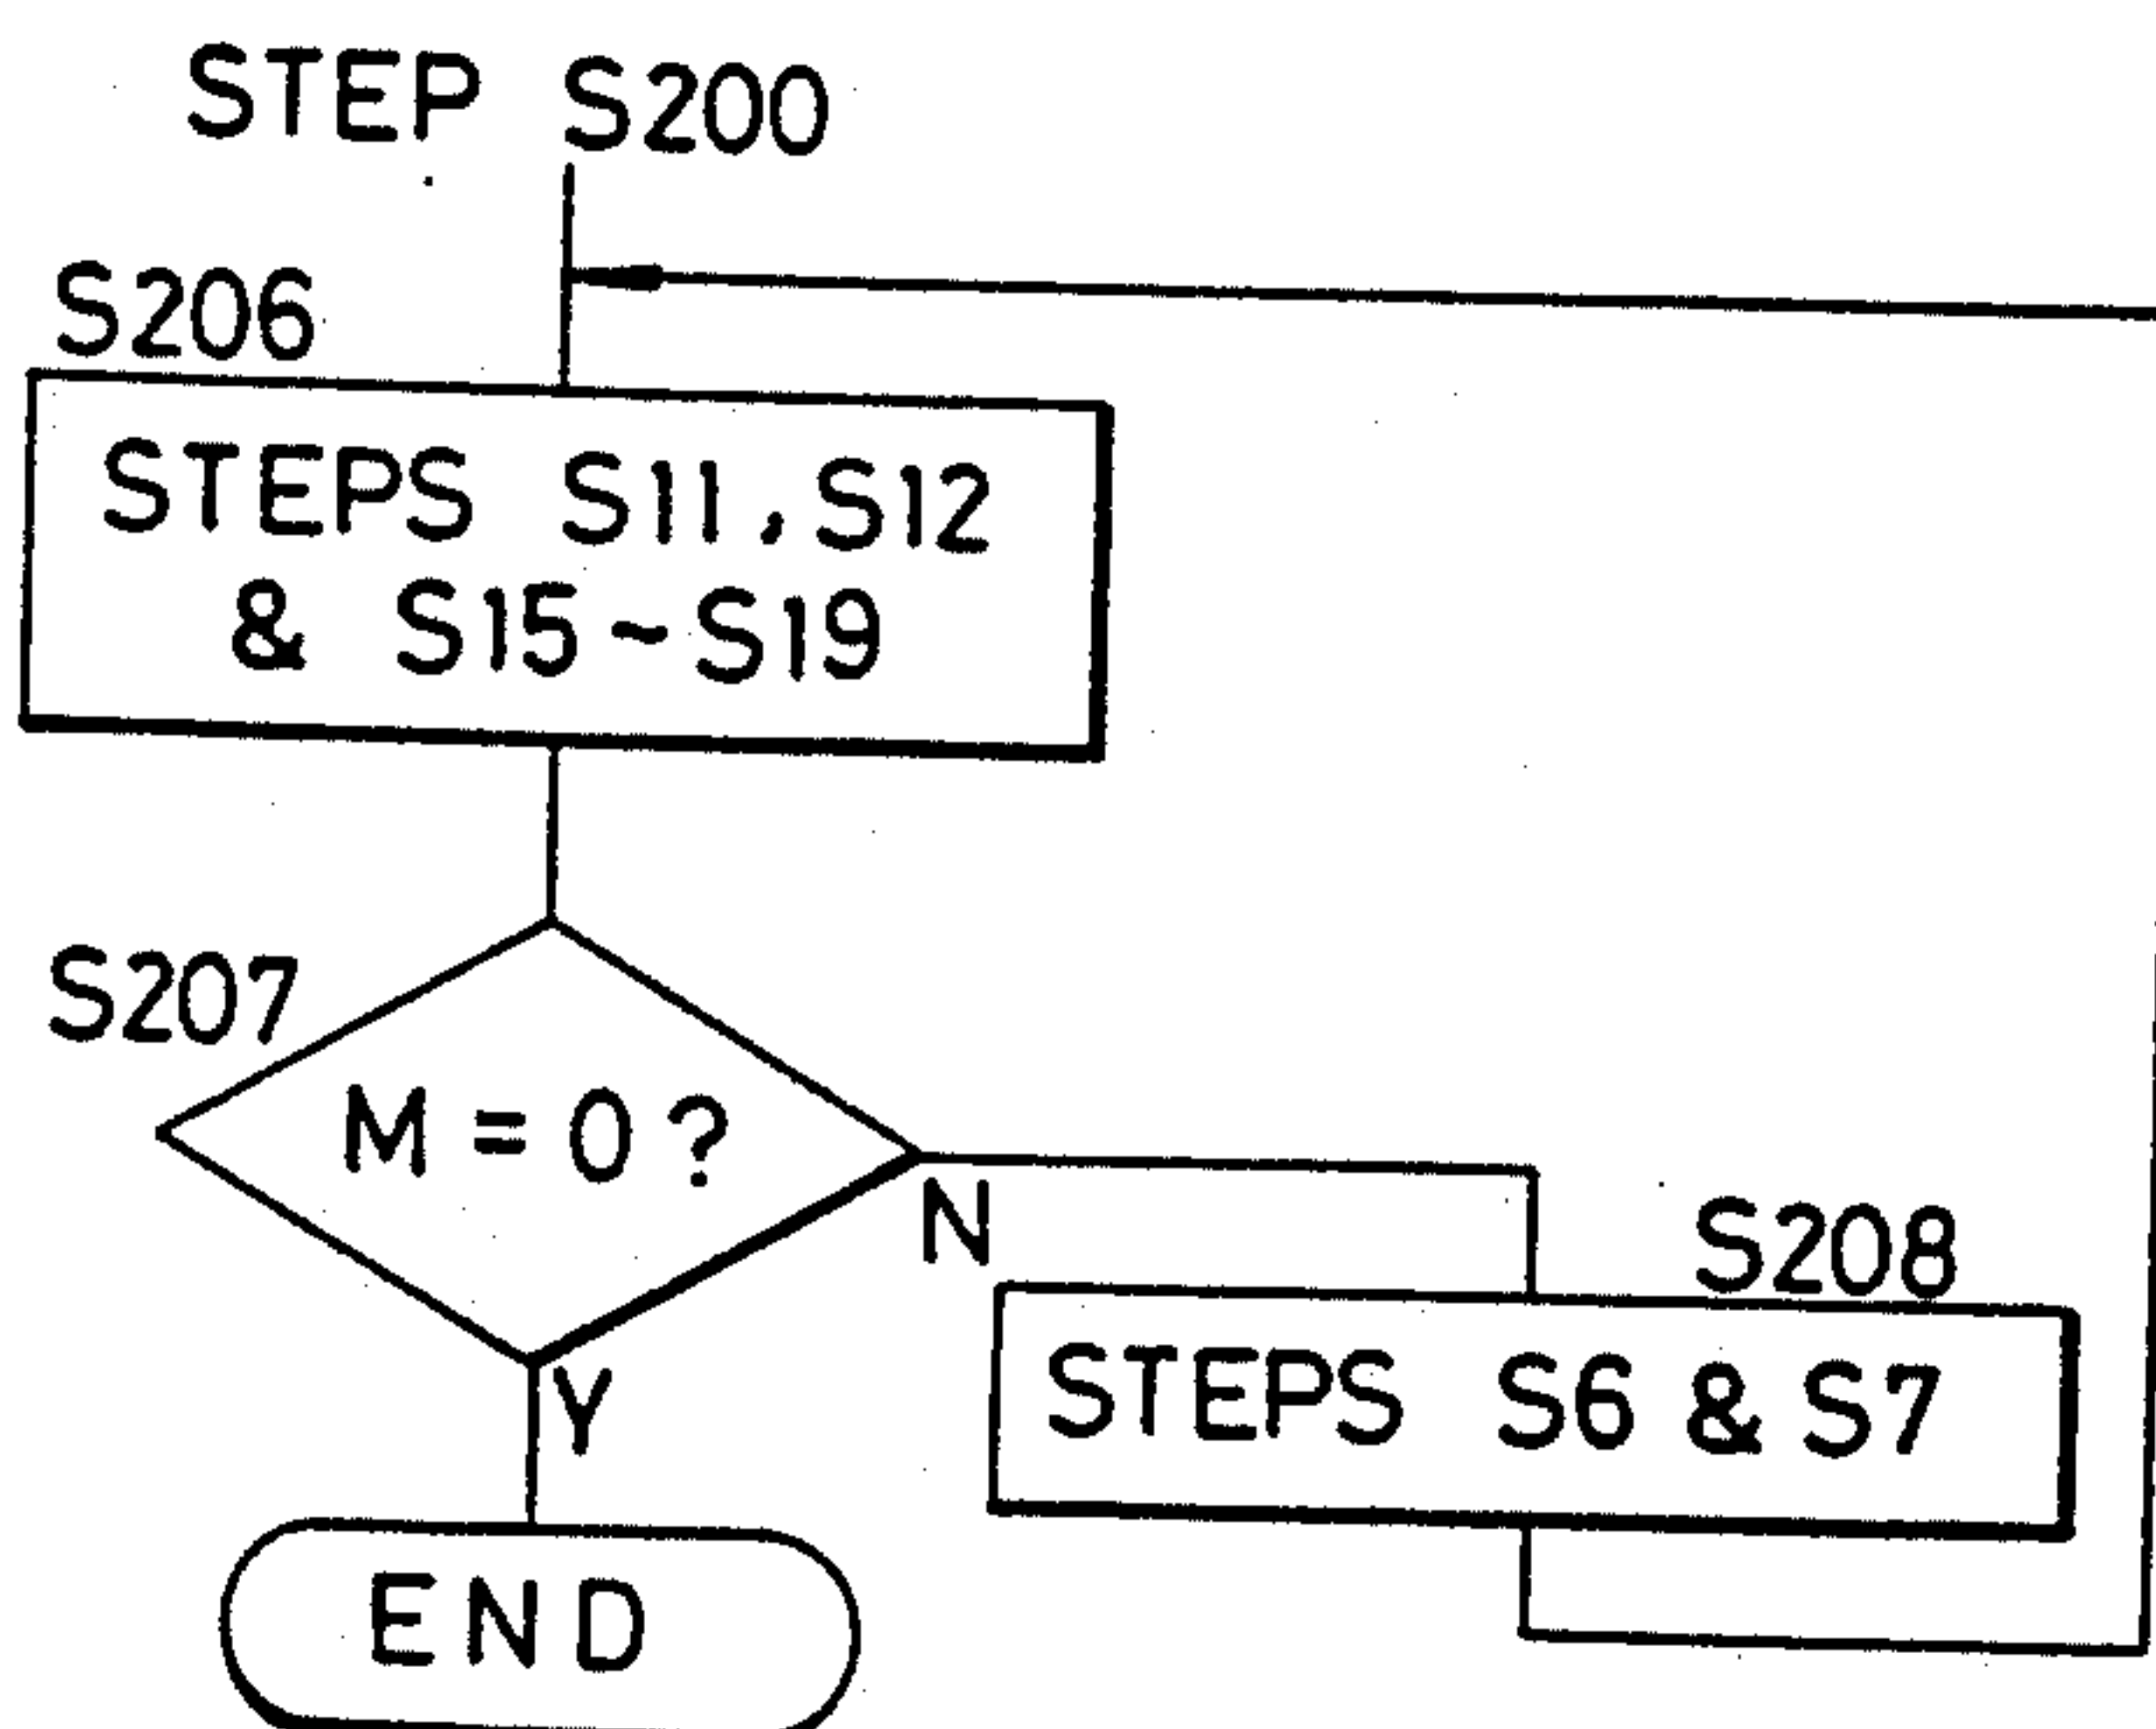 STEP S200
S206
STEPS S11, S12
& S15~S19
S207
M=0?
N
S208
STEPS S6 & S7
Y
END